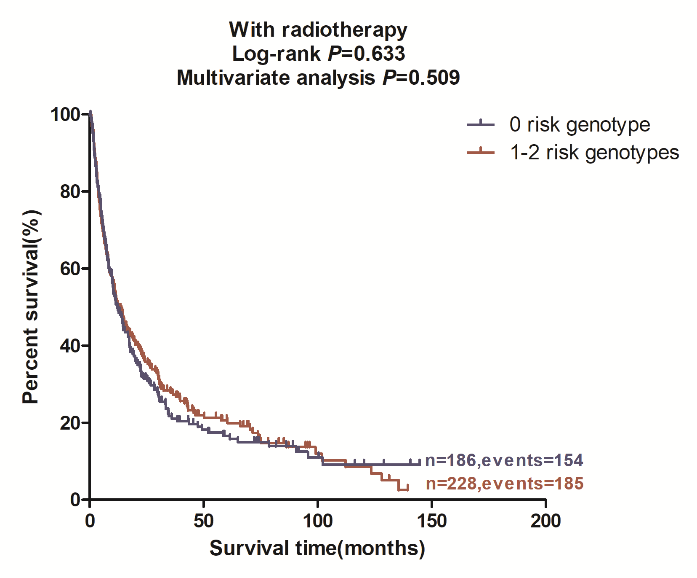 With radiotherapy
Log-rank P=0.633
Multivariate analysis P=0.509
0 risk genotype
1-2 risk genotypes
Percent survival(%)
100
80
60
40
20
0
n=186,events=154
n=228,events=185
0
50
100
150
200
Survival time(months)